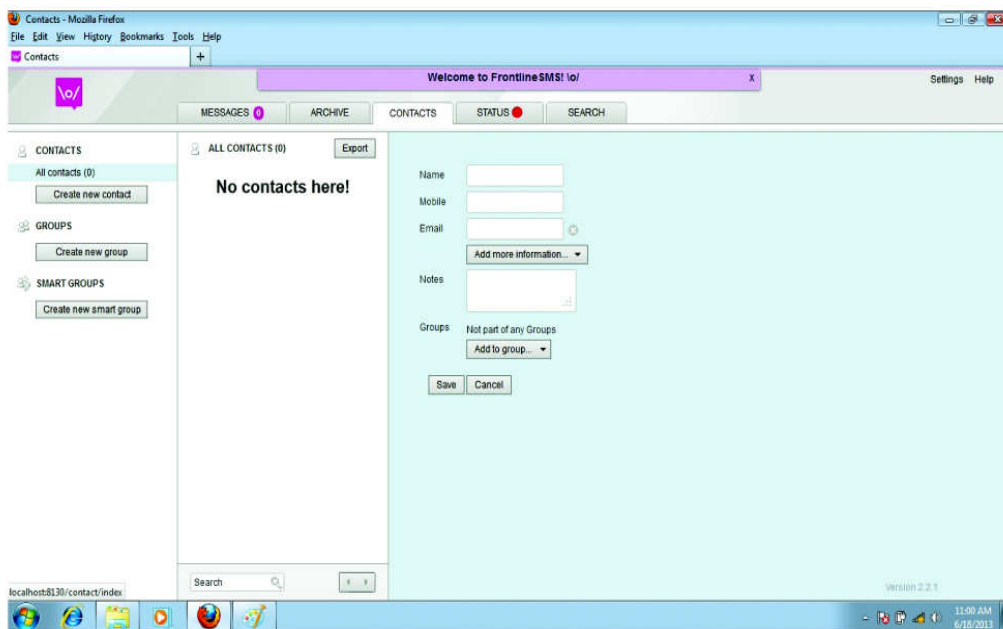 Contacts - Mozilla Firefox
File Edit View History Bookmarks Tools Help
Contacts +
Welcome to FrontlineSMS! \o/ X
Settings Help
\o/
MESSAGES 0 ARCHIVE CONTACTS STATUS SEARCH
CONTACTS
All contacts (0)
Create new contact
GROUPS
Create new group
SMART GROUPS
Create new smart group
ALL CONTACTS (0) Export
No contacts here!
Search
Name
Mobile
Email
Add more information...
Notes
Groups Not part of any Groups
Add to group...
Save Cancel
Version 2.2.1
localhost:8130/contact/index
11:00 AM
6/18/2013